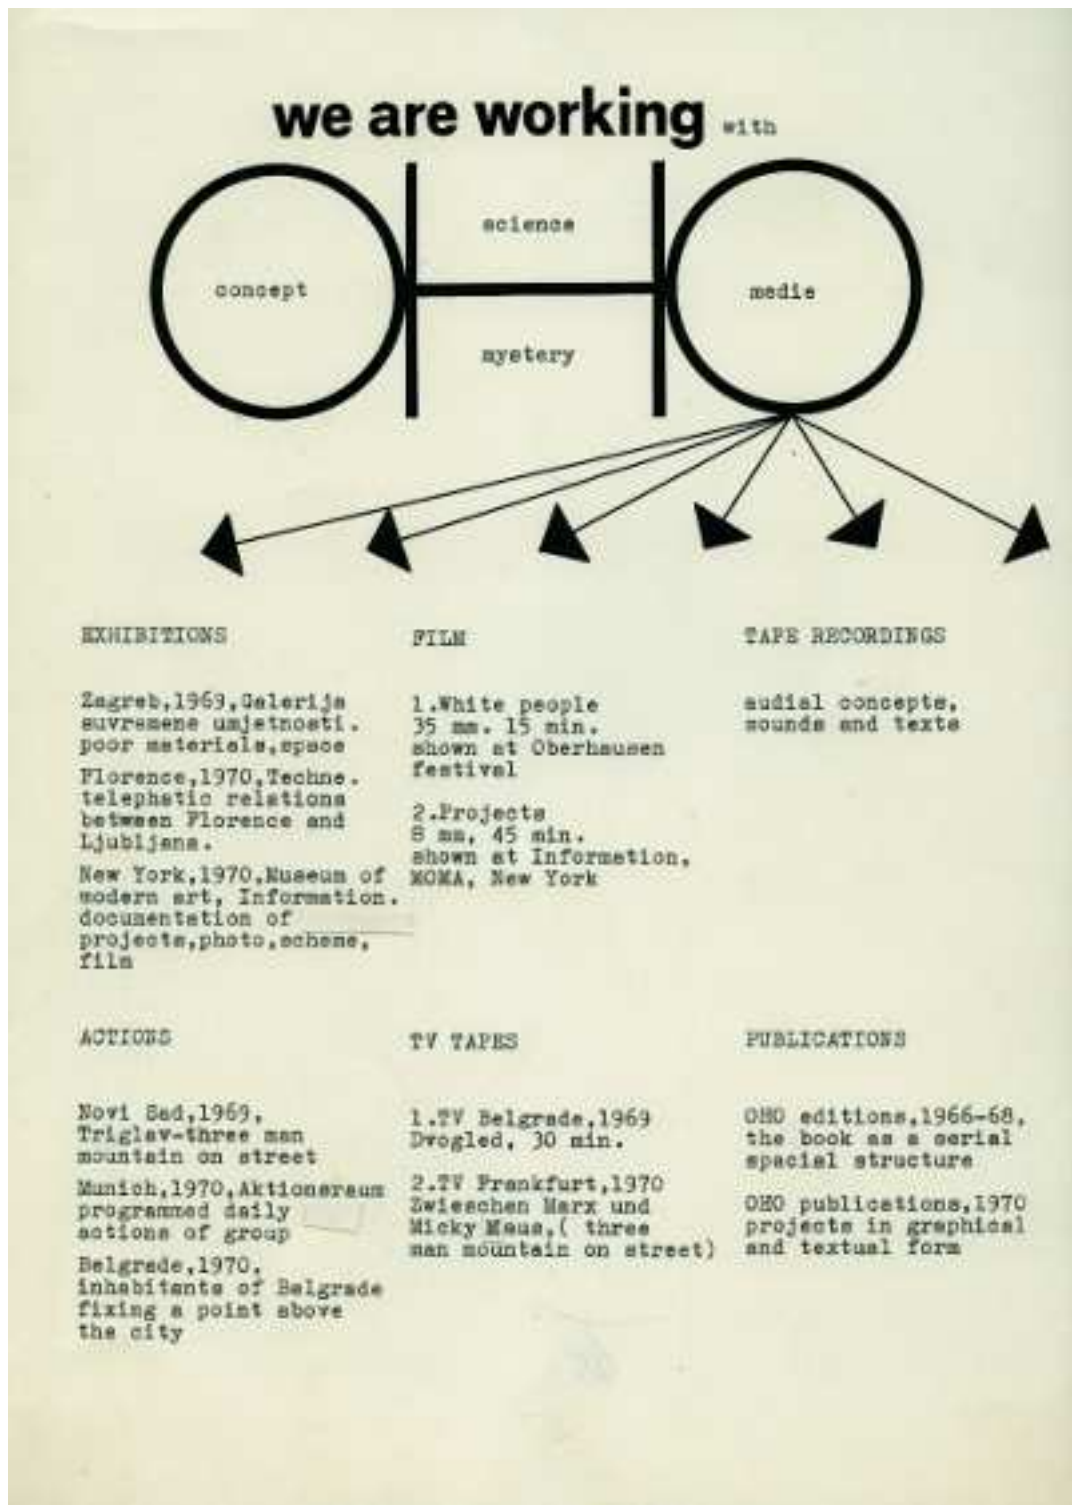 we are working with
science
concept
media
mystery
EXHIBITIONS
Zagreb,1969,Galerija
suvremene umjetnosti.
poor materials,space
Florence,1970,Techne.
telephatic relations
between Florence and
Ljubljana.
New York,1970,Museum of
modern art, Information.
documentation of
projects,photo,scheme,
film
FILM
1.White people
35 mm. 15 min.
shown at Oberhausen
festival
2.Projects
8 mm, 45 min.
shown at Information,
MOMA, New York
TAPE RECORDINGS
audial concepts,
sounds and texts
ACTIONS
Novi Sad,1969,
Triglav-three man
mountain on street
Munich,1970,Aktionsraum
programmed daily
actions of group
Belgrade,1970,
inhabitants of Belgrade
fixing a point above
the city
TV TAPES
1.TV Belgrade,1969
Dvogled, 30 min.
2.TV Frankfurt,1970
Zwieschen Marx und
Micky Maus,( three
man mountain on street)
PUBLICATIONS
OHO editions,1966-68,
the book as a serial
spacial structure
OHO publications,1970
projects in graphical
and textual form